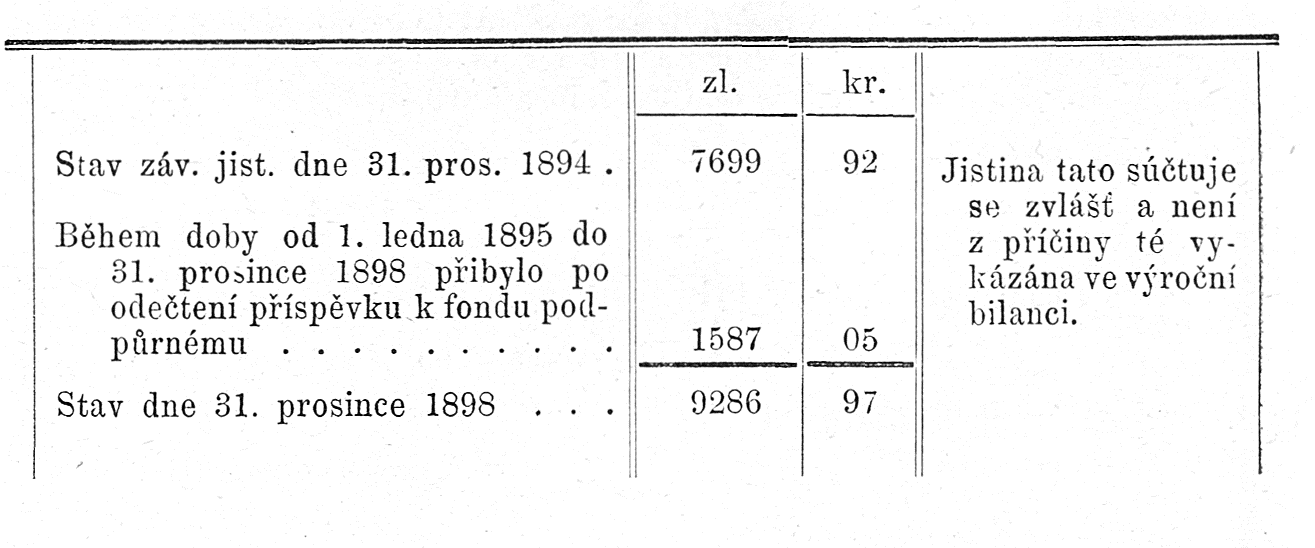 zl. kr.
Stav záv. jist. dne 31. pros. 1894 . 7699 92
Během doby od 1. ledna 1895 do
31. prosince 1898 přibylo po
odečtení příspěvku k fondu pod-
půrnému . . . . . . . . . . 1587 05
Stav dne 31. prosince 1898 . . . 9286 97
Jistina tato súčtuje
se zvlášť a není
z příčiny té vy-
kázána ve výroční
bilanci.